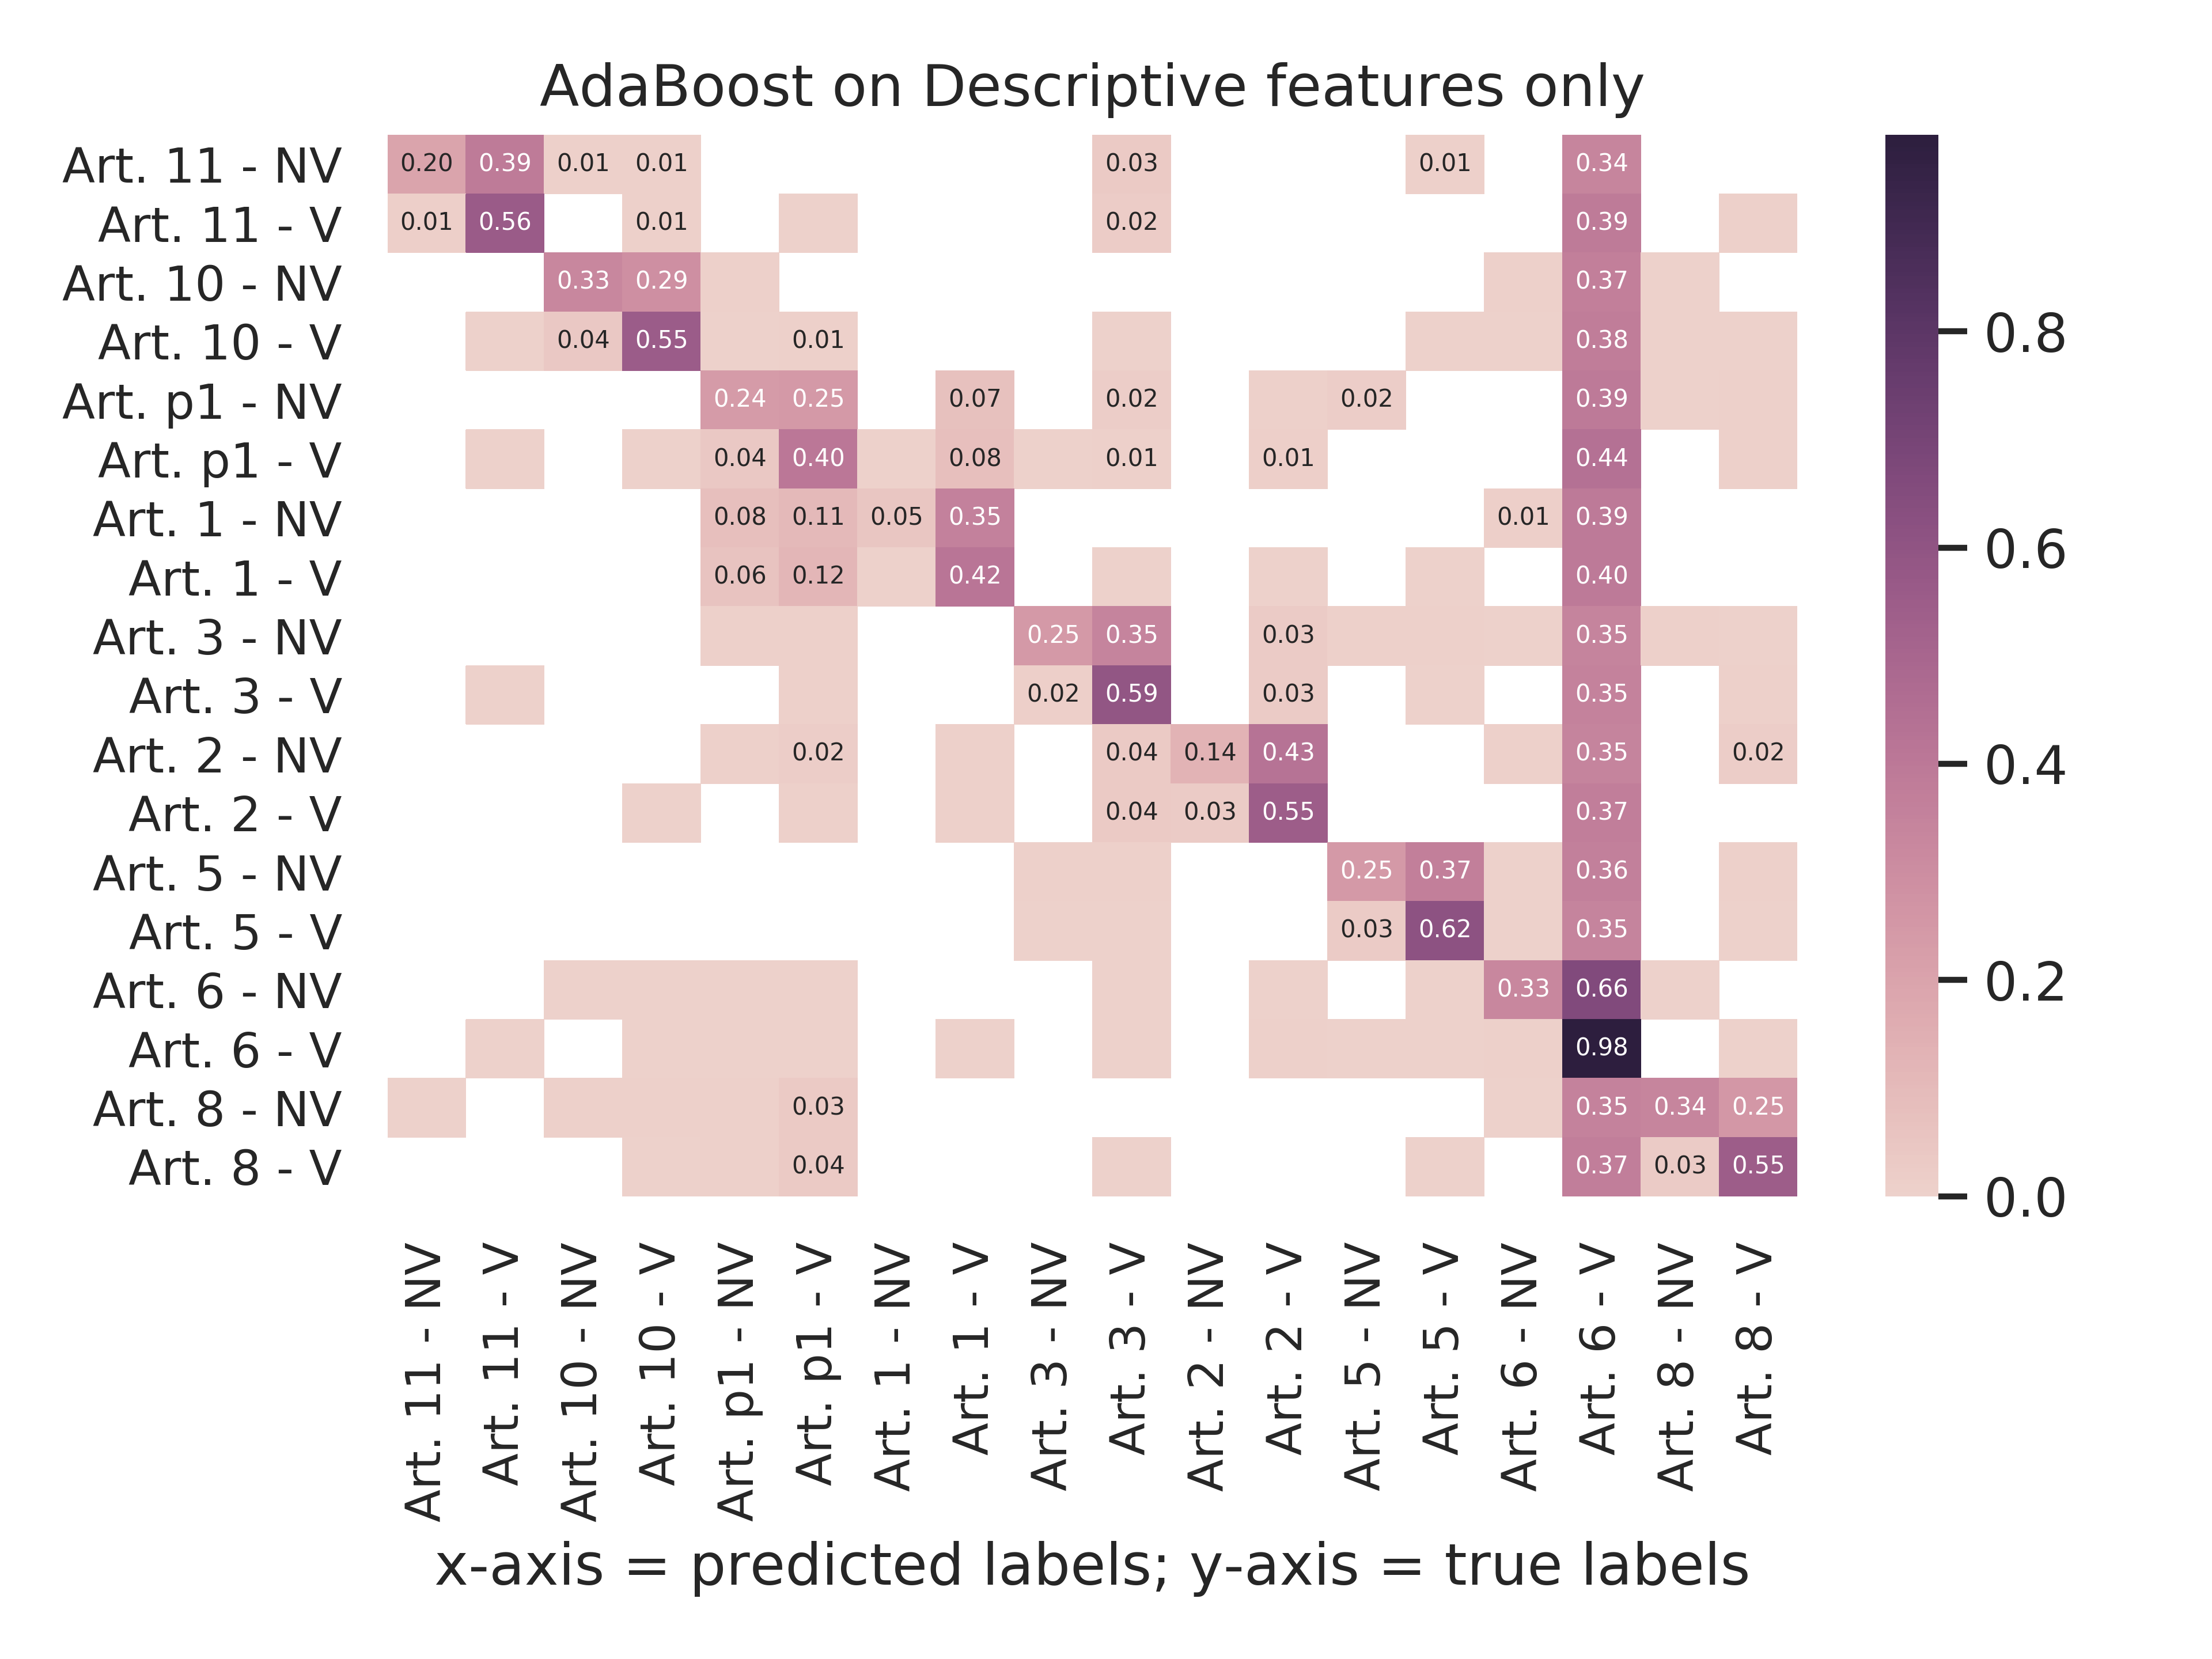 AdaBoost on Descriptive features only
Art. 11 - NV 0.20 0.39 0.01 0.01 0.03 0.01 0.34
Art. 11 - V 0.01 0.56 0.01 0.02 0.39
Art. 10 - NV 0.33 0.29 0.37
Art. 10 - V 0.04 0.55 0.01 0.38
Art. p1 - NV 0.24 0.25 0.07 0.02 0.02 0.39
Art. p1 - V 0.04 0.40 0.08 0.01 0.01 0.44
Art. 1 - NV 0.08 0.11 0.05 0.35 0.01 0.39
Art. 1 - V 0.06 0.12 0.42 0.40
Art. 3 - NV 0.25 0.35 0.03 0.35
Art. 3 - V 0.02 0.59 0.03 0.35
Art. 2 - NV 0.02 0.04 0.14 0.43 0.35 0.02
Art. 2 - V 0.04 0.03 0.55 0.37
Art. 5 - NV 0.25 0.37 0.36
Art. 5 - V 0.03 0.62 0.35
Art. 6 - NV 0.33 0.66
Art. 6 - V 0.98
Art. 8 - NV 0.03 0.35 0.34 0.25
Art. 8 - V 0.04 0.37 0.03 0.55
0.8
0.6
0.4
0.2
0.0
Art. 11 - NV
Art. 11 - V
Art. 10 - NV
Art. 10 - V
Art. p1 - NV
Art. p1 - V
Art. 1 - NV
Art. 1 - V
Art. 3 - NV
Art. 3 - V
Art. 2 - NV
Art. 2 - V
Art. 5 - NV
Art. 5 - V
Art. 6 - NV
Art. 6 - V
Art. 8 - NV
Art. 8 - V
x-axis = predicted labels; y-axis = true labels